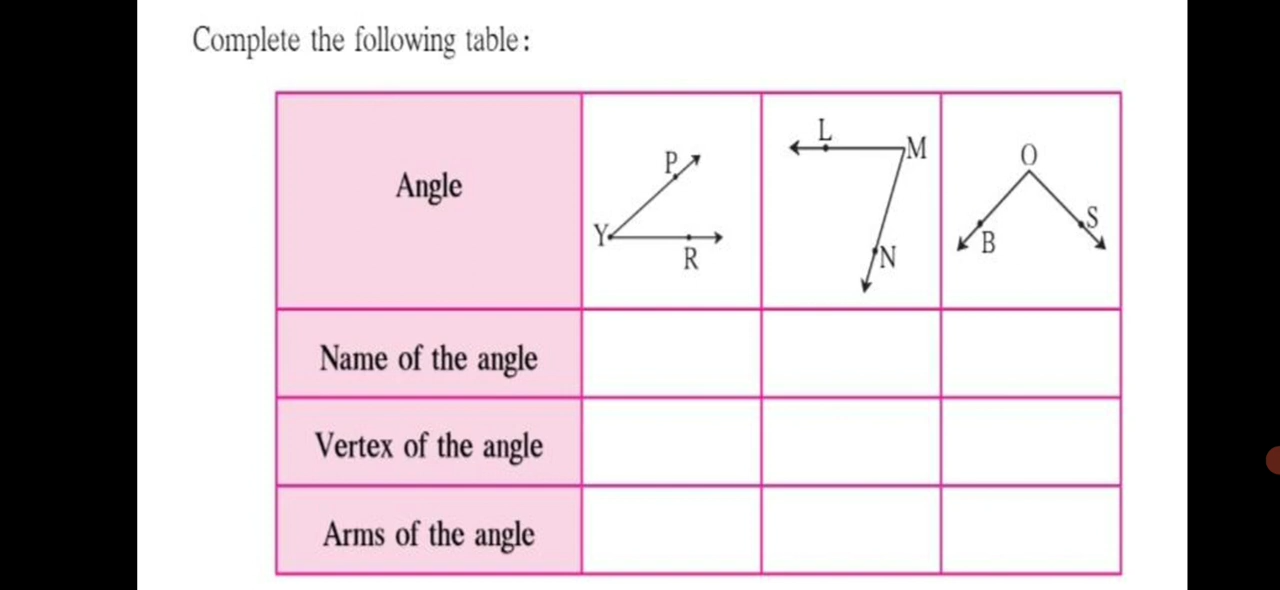 Complete the following table:
Angle
P
Y
R
L
M
N
O
B
S
Name of the angle
Vertex of the angle
Arms of the angle